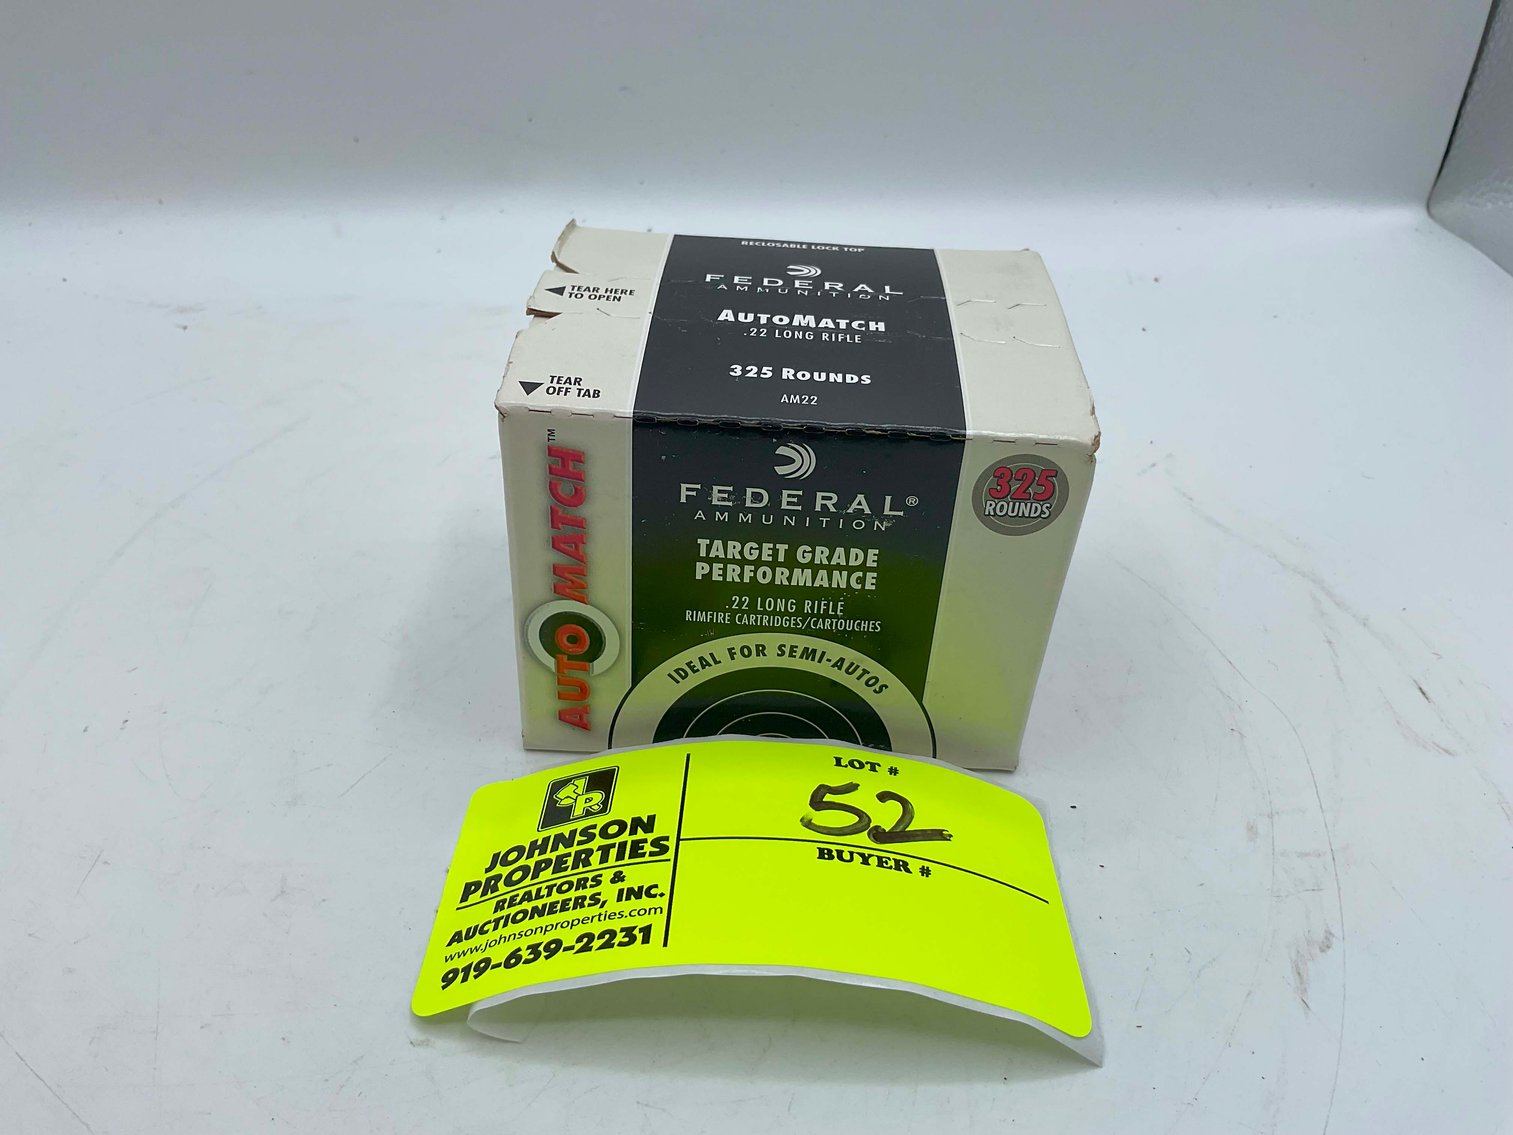 RECLOSABLE LOCK TOP
FEDERAL
AMMUNITION
AUTOMATCH
.22 LONG RIFLE
325 ROUNDS
AM22
TEAR HERE
TO OPEN
TEAR
OFF TAB
AUTOMATCH™
FEDERAL®
AMMUNITION
TARGET GRADE
PERFORMANCE
.22 LONG RIFLE
RIMFIRE CARTRIDGES/CARTOUCHES
IDEAL FOR SEMI-AUTOS
325
ROUNDS
JR
JOHNSON
PROPERTIES
REALTORS &
AUCTIONEERS, INC.
www.johnsonproperties.com
919-639-2231
LOT #
52
BUYER #